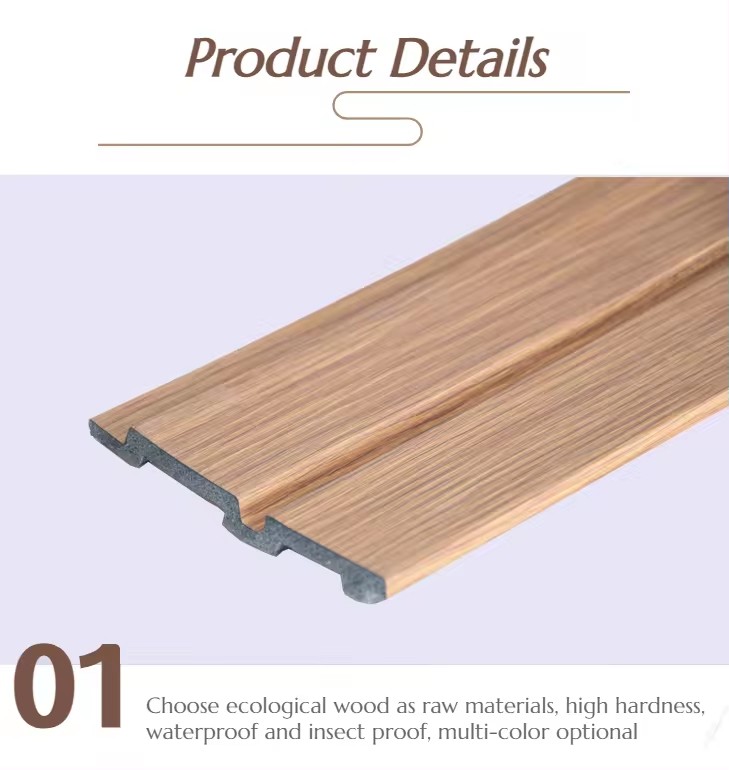 Product Details
01
Choose ecological wood as raw materials, high hardness,
waterproof and insect proof, multi-color optional